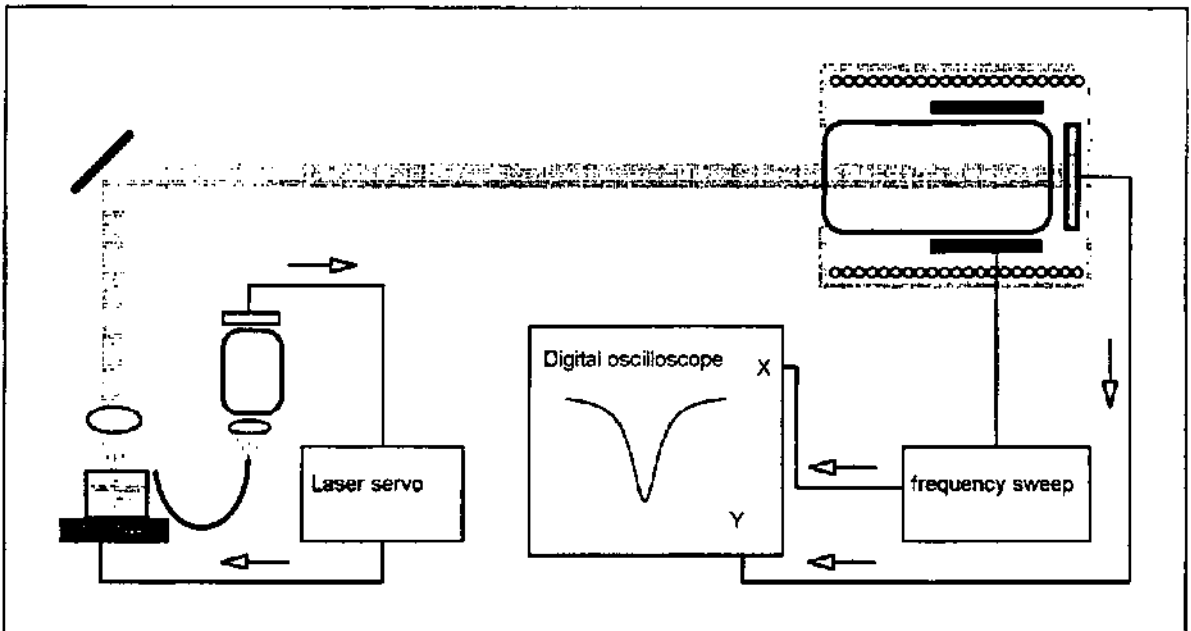 Digital oscilloscope
X
Laser servo
frequency sweep
Y